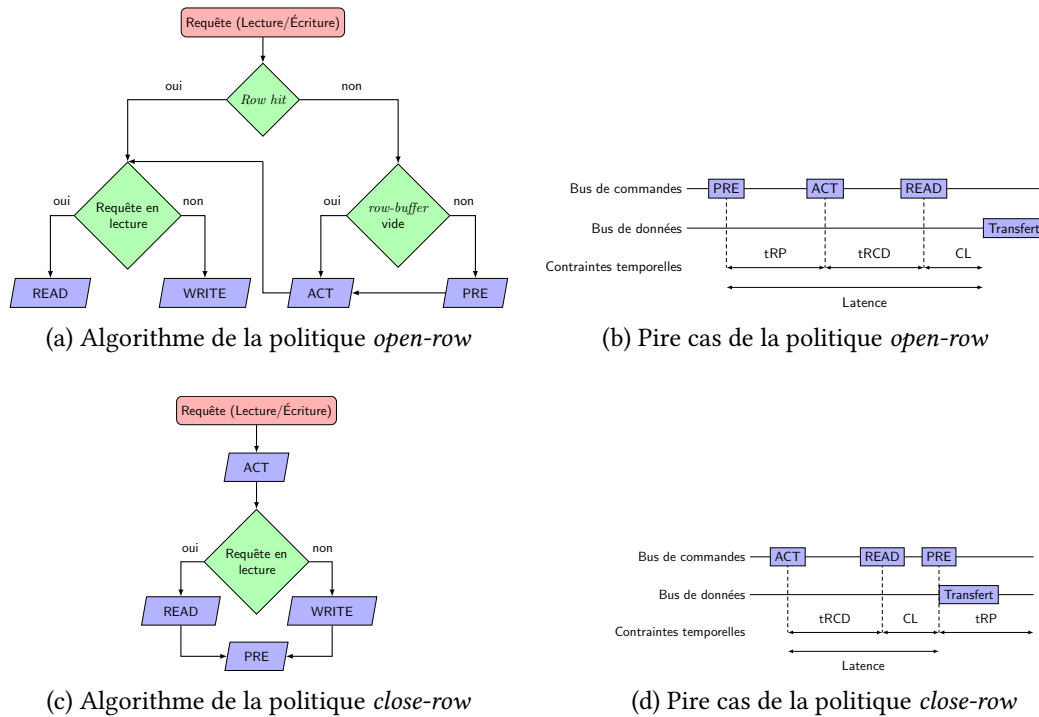 Requête (Lecture/Écriture)
oui
non
Row hit
oui
Requête en
lecture
non
oui
row-buffer
vide
non
READ
WRITE
ACT
PRE
(a) Algorithme de la politique open-row
Bus de commandes
PRE
ACT
READ
Bus de données
Transfert
Contraintes temporelles
tRP
tRCD
CL
Latence
(b) Pire cas de la politique open-row
Requête (Lecture/Écriture)
ACT
oui
Requête en
lecture
non
READ
WRITE
PRE
(c) Algorithme de la politique close-row
Bus de commandes
ACT
READ
PRE
Bus de données
Transfert
Contraintes temporelles
tRCD
CL
tRP
Latence
(d) Pire cas de la politique close-row